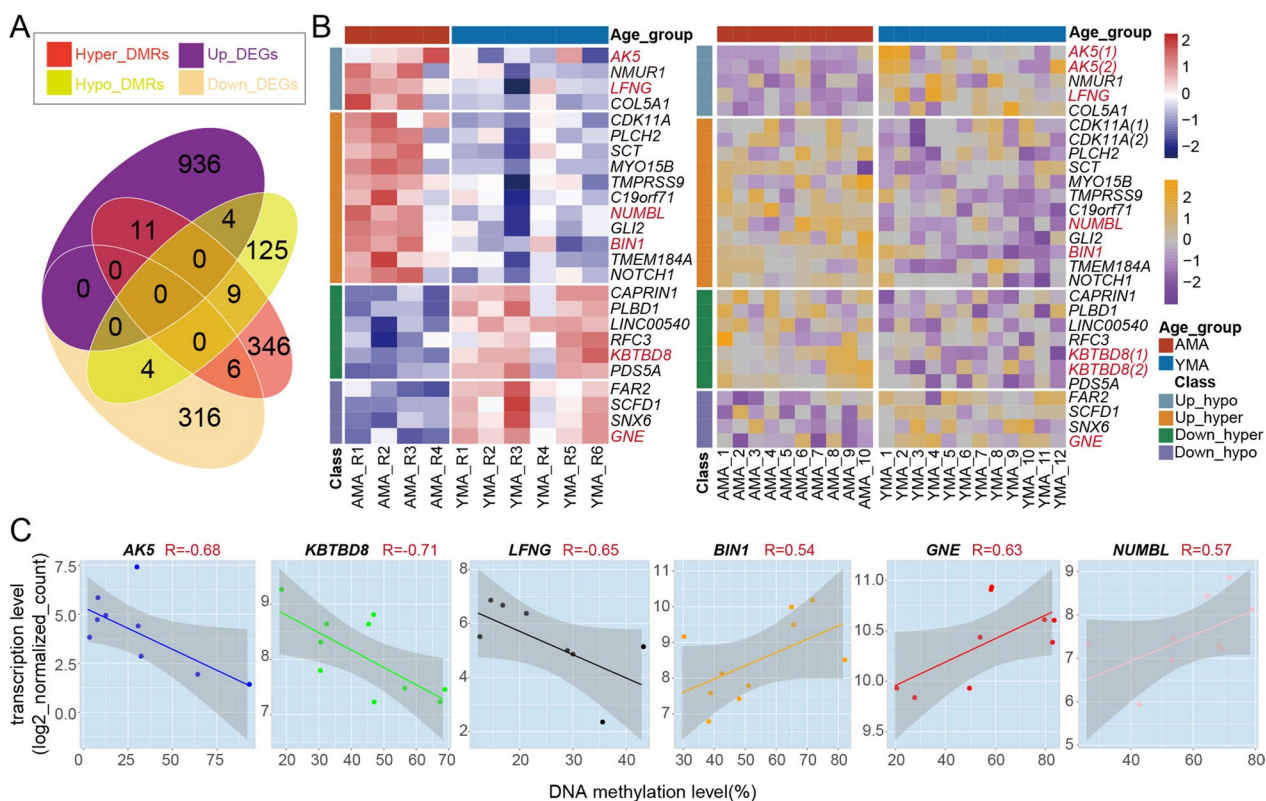 A
Hyper_DMRs
Up_DEGs
Hypo_DMRs
Down_DEGs
936
11
4
125
0
0
0
0
9
0
0
346
4
6
316
B
Age_group
AK5
NMUR1
LFNG
COL5A1
CDK11A
PLCH2
SCT
MYO15B
TMPRSS9
C19orf71
NUMBL
GLI2
BIN1
TMEM184A
NOTCH1
CAPRIN1
PLBD1
LINC00540
RFC3
KBTBD8
PDS5A
FAR2
SCFD1
SNX6
GNE
Class
AMA_R1
AMA_R2
AMA_R3
AMA_R4
YMA_R1
YMA_R2
YMA_R3
YMA_R4
YMA_R5
YMA_R6
Age_group
AK5(1)
AK5(2)
NMUR1
LFNG
COL5A1
CDK11A(1)
CDK11A(2)
PLCH2
SCT
MYO15B
TMPRSS9
C19orf71
NUMBL
GLI2
BIN1
TMEM184A
NOTCH1
CAPRIN1
PLBD1
LINC00540
RFC3
KBTBD8(1)
KBTBD8(2)
PDS5A
FAR2
SCFD1
SNX6
GNE
Class
AMA_1
AMA_2
AMA_3
AMA_4
AMA_5
AMA_6
AMA_7
AMA_8
AMA_9
AMA_10
YMA_1
YMA_2
YMA_3
YMA_4
YMA_5
YMA_6
YMA_7
YMA_8
YMA_9
YMA_10
YMA_11
YMA_12
2
1
0
−1
−2
2
1
0
−1
−2
Age_group
AMA
YMA
Class
Up_hypo
Up_hyper
Down_hyper
Down_hypo
C
transcription level
(log2_normalized_count)
AK5 R=-0.68
7.5
5.0
2.5
0.0
0 25 50 75
KBTBD8 R=-0.71
9
8
7
20 30 40 50 60 70
LFNG R=-0.65
8
6
4
2
20 30 40
BIN1 R=0.54
11
10
9
8
7
30 40 50 60 70 80
GNE R=0.63
11.0
10.5
10.0
9.5
20 40 60 80
NUMBL R=0.57
9
8
7
6
5
40 60 80
DNA methylation level(%)